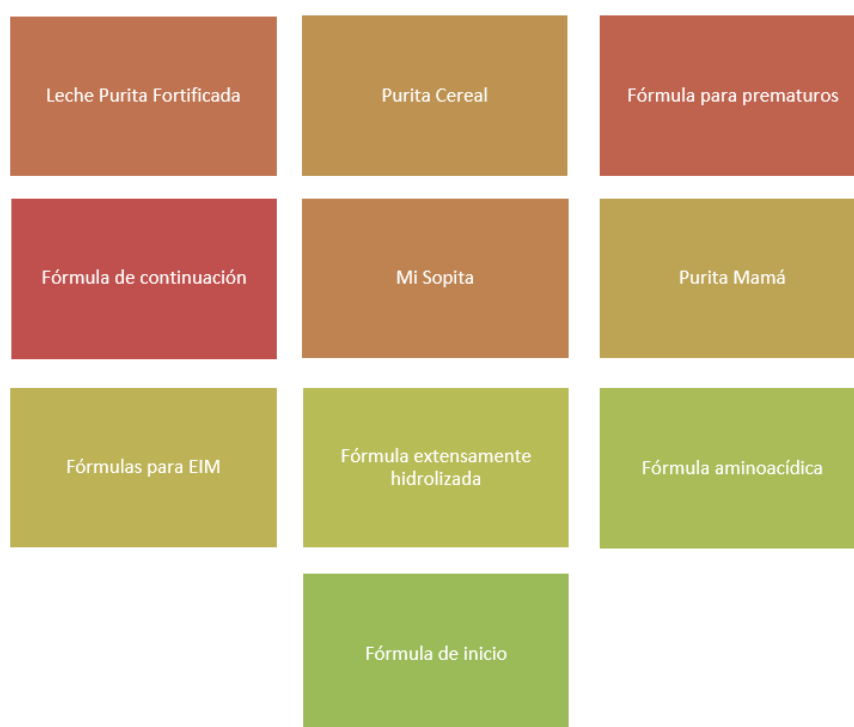 Leche Purita Fortificada
Purita Cereal
Fórmula para prematuros
Fórmula de continuación
Mi Sopita
Purita Mamá
Fórmulas para EIM
Fórmula extensamente
hidrolizada
Fórmula aminoacídica
Fórmula de inicio